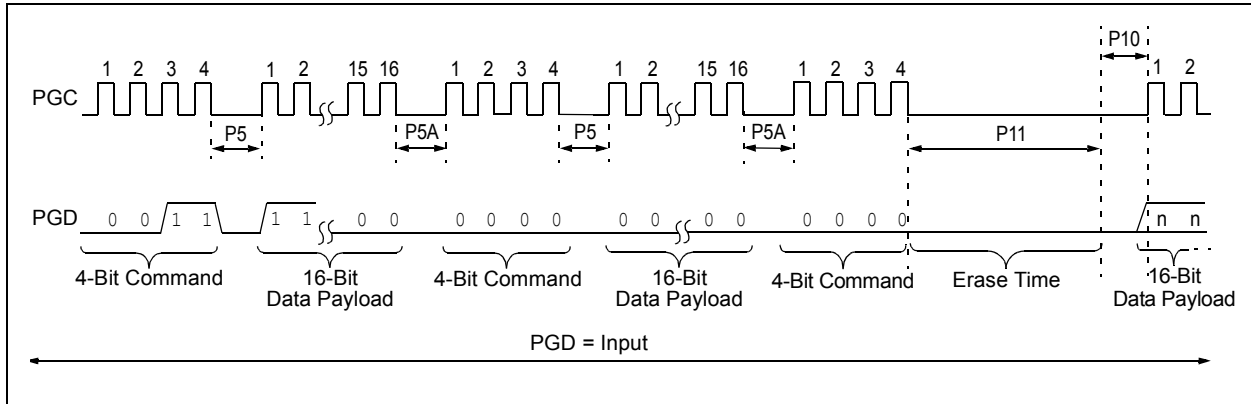 P10
1 2 3 4 1 2 15 16 1 2 3 4 1 2 15 16 1 2 3 4 1 2
PGC
P5 P5A P5 P5A P11
PGD 0 0 1 1 1 1 0 0 0 0 0 0 0 0 0 0 0 0 0 0 n n
4-Bit Command 16-Bit 4-Bit Command 16-Bit 4-Bit Command Erase Time 16-Bit
Data Payload Data Payload Data Payload
PGD = Input